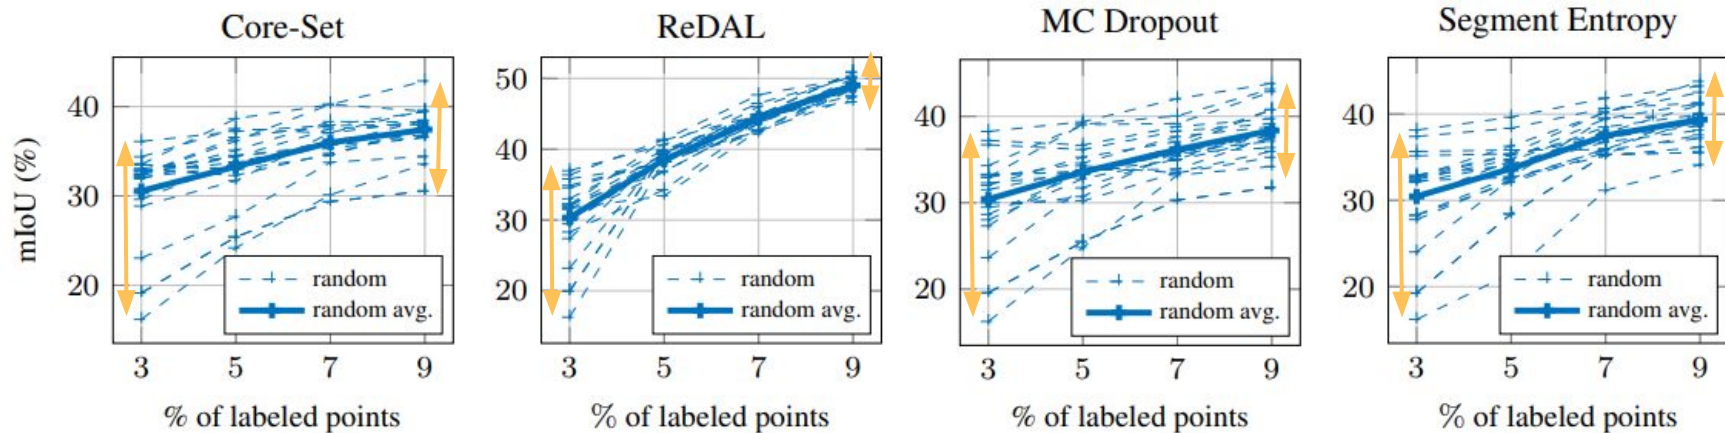 Core-Set
ReDAL
MC Dropout
Segment Entropy
mIoU (%)
40
30
20
random
random avg.
3 5 7 9
% of labeled points
50
40
30
20
random
random avg.
3 5 7 9
% of labeled points
40
30
20
random
random avg.
3 5 7 9
% of labeled points
40
30
20
random
random avg.
3 5 7 9
% of labeled points